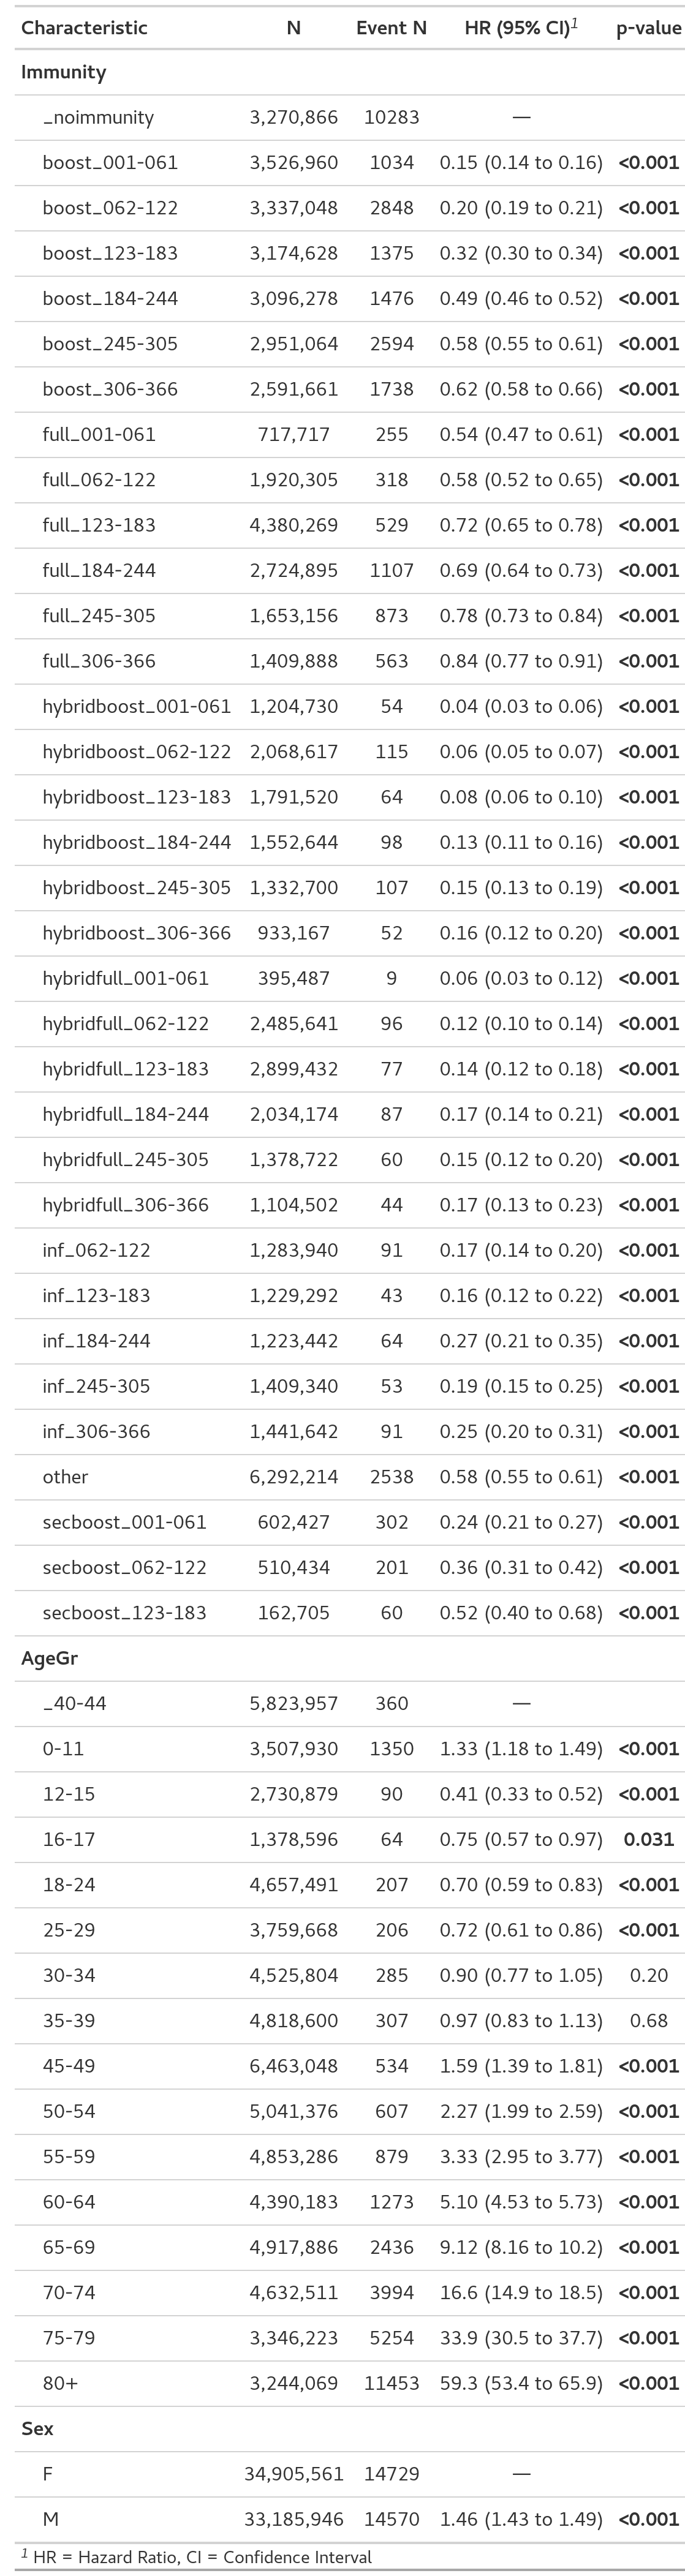 Characteristic N Event N HR (95% CI)1 p-value
Immunity
_noimmunity 3,270,866 10283 —
boost_001-061 3,526,960 1034 0.15 (0.14 to 0.16) <0.001
boost_062-122 3,337,048 2848 0.20 (0.19 to 0.21) <0.001
boost_123-183 3,174,628 1375 0.32 (0.30 to 0.34) <0.001
boost_184-244 3,096,278 1476 0.49 (0.46 to 0.52) <0.001
boost_245-305 2,951,064 2594 0.58 (0.55 to 0.61) <0.001
boost_306-366 2,591,661 1738 0.62 (0.58 to 0.66) <0.001
full_001-061 717,717 255 0.54 (0.47 to 0.61) <0.001
full_062-122 1,920,305 318 0.58 (0.52 to 0.65) <0.001
full_123-183 4,380,269 529 0.72 (0.65 to 0.78) <0.001
full_184-244 2,724,895 1107 0.69 (0.64 to 0.73) <0.001
full_245-305 1,653,156 873 0.78 (0.73 to 0.84) <0.001
full_306-366 1,409,888 563 0.84 (0.77 to 0.91) <0.001
hybridboost_001-061 1,204,730 54 0.04 (0.03 to 0.06) <0.001
hybridboost_062-122 2,068,617 115 0.06 (0.05 to 0.07) <0.001
hybridboost_123-183 1,791,520 64 0.08 (0.06 to 0.10) <0.001
hybridboost_184-244 1,552,644 98 0.13 (0.11 to 0.16) <0.001
hybridboost_245-305 1,332,700 107 0.15 (0.13 to 0.19) <0.001
hybridboost_306-366 933,167 52 0.16 (0.12 to 0.20) <0.001
hybridfull_001-061 395,487 9 0.06 (0.03 to 0.12) <0.001
hybridfull_062-122 2,485,641 96 0.12 (0.10 to 0.14) <0.001
hybridfull_123-183 2,899,432 77 0.14 (0.12 to 0.18) <0.001
hybridfull_184-244 2,034,174 87 0.17 (0.14 to 0.21) <0.001
hybridfull_245-305 1,378,722 60 0.15 (0.12 to 0.20) <0.001
hybridfull_306-366 1,104,502 44 0.17 (0.13 to 0.23) <0.001
inf_062-122 1,283,940 91 0.17 (0.14 to 0.20) <0.001
inf_123-183 1,229,292 43 0.16 (0.12 to 0.22) <0.001
inf_184-244 1,223,442 64 0.27 (0.21 to 0.35) <0.001
inf_245-305 1,409,340 53 0.19 (0.15 to 0.25) <0.001
inf_306-366 1,441,642 91 0.25 (0.20 to 0.31) <0.001
other 6,292,214 2538 0.58 (0.55 to 0.61) <0.001
secboost_001-061 602,427 302 0.24 (0.21 to 0.27) <0.001
secboost_062-122 510,434 201 0.36 (0.31 to 0.42) <0.001
secboost_123-183 162,705 60 0.52 (0.40 to 0.68) <0.001
AgeGr
_40-44 5,823,957 360 —
0-11 3,507,930 1350 1.33 (1.18 to 1.49) <0.001
12-15 2,730,879 90 0.41 (0.33 to 0.52) <0.001
16-17 1,378,596 64 0.75 (0.57 to 0.97) 0.031
18-24 4,657,491 207 0.70 (0.59 to 0.83) <0.001
25-29 3,759,668 206 0.72 (0.61 to 0.86) <0.001
30-34 4,525,804 285 0.90 (0.77 to 1.05) 0.20
35-39 4,818,600 307 0.97 (0.83 to 1.13) 0.68
45-49 6,463,048 534 1.59 (1.39 to 1.81) <0.001
50-54 5,041,376 607 2.27 (1.99 to 2.59) <0.001
55-59 4,853,286 879 3.33 (2.95 to 3.77) <0.001
60-64 4,390,183 1273 5.10 (4.53 to 5.73) <0.001
65-69 4,917,886 2436 9.12 (8.16 to 10.2) <0.001
70-74 4,632,511 3994 16.6 (14.9 to 18.5) <0.001
75-79 3,346,223 5254 33.9 (30.5 to 37.7) <0.001
80+ 3,244,069 11453 59.3 (53.4 to 65.9) <0.001
Sex
F 34,905,561 14729 —
M 33,185,946 14570 1.46 (1.43 to 1.49) <0.001
1 HR = Hazard Ratio, CI = Confidence Interval